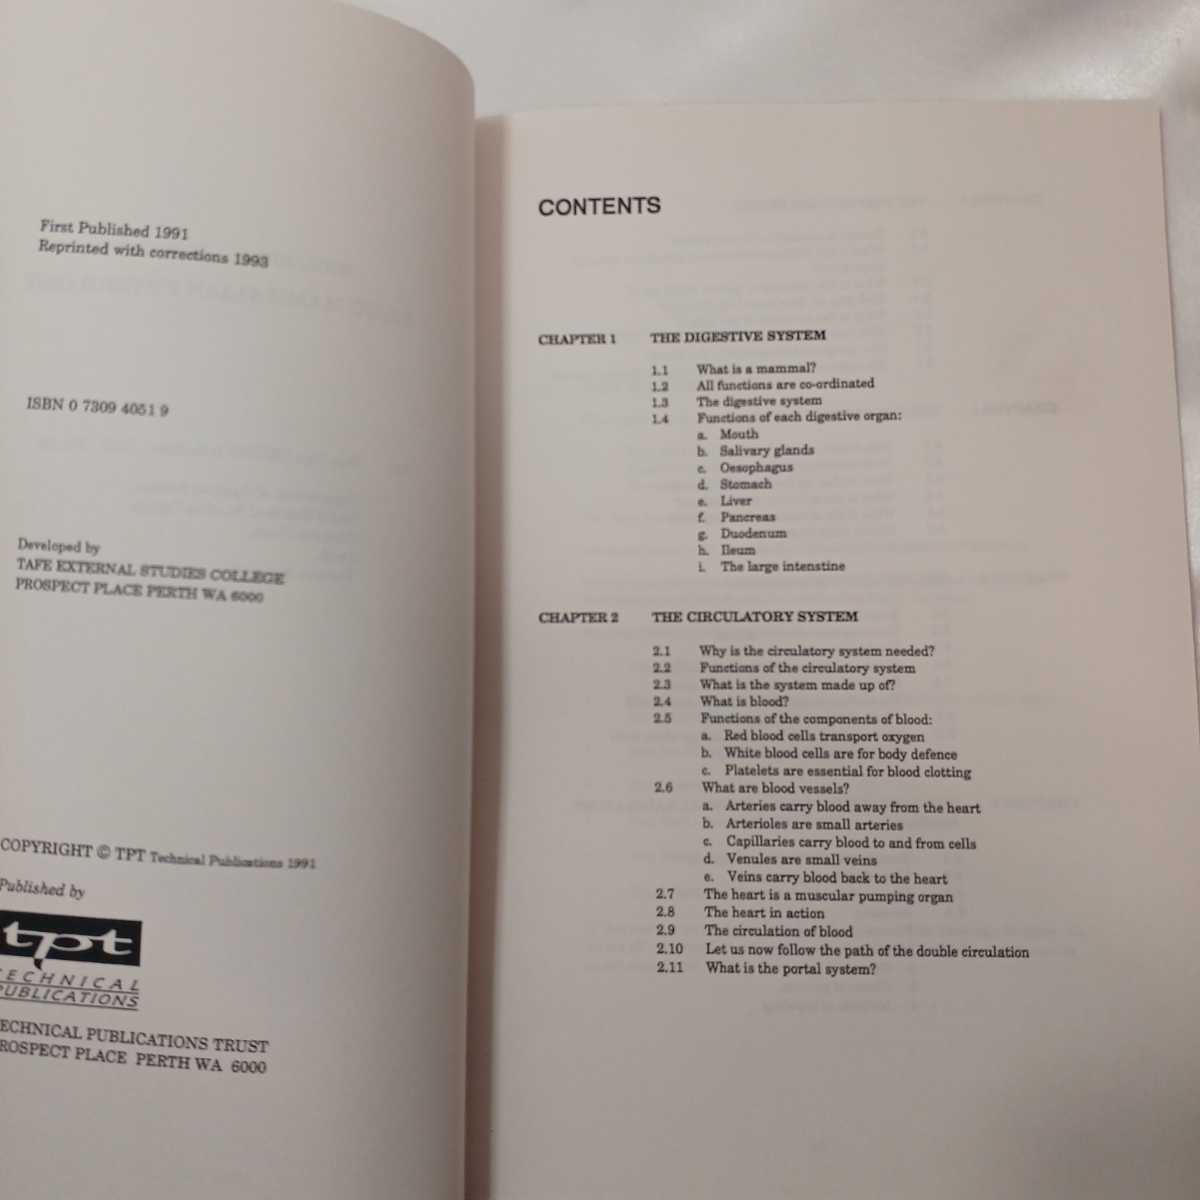 First Published 1991
Reprinted with corrections 1993
ISBN 0 7309 4051 9
Developed by
TAFE EXTERNAL STUDIES COLLEGE
PROSPECT PLACE PERTH WA 6000
COPYRIGHT © TPT Technical Publications 1991
Published by
tpt
TECHNICAL
PUBLICATIONS
TECHNICAL PUBLICATIONS TRUST
PROSPECT PLACE PERTH WA 6000
CONTENTS
CHAPTER 1 THE DIGESTIVE SYSTEM
1.1 What is a mammal?
1.2 All functions are co-ordinated
1.3 The digestive system
1.4 Functions of each digestive organ:
a. Mouth
b. Salivary glands
c. Oesophagus
d. Stomach
e. Liver
f. Pancreas
g. Duodenum
h. Ileum
i. The large intenstine
CHAPTER 2 THE CIRCULATORY SYSTEM
2.1 Why is the circulatory system needed?
2.2 Functions of the circulatory system
2.3 What is the system made up of?
2.4 What is blood?
2.5 Functions of the components of blood:
a. Red blood cells transport oxygen
b. White blood cells are for body defence
c. Platelets are essential for blood clotting
2.6 What are blood vessels?
a. Arteries carry blood away from the heart
b. Arterioles are small arteries
c. Capillaries carry blood to and from cells
d. Venules are small veins
e. Veins carry blood back to the heart
2.7 The heart is a muscular pumping organ
2.8 The heart in action
2.9 The circulation of blood
2.10 Let us now follow the path of the double circulation
2.11 What is the portal system?